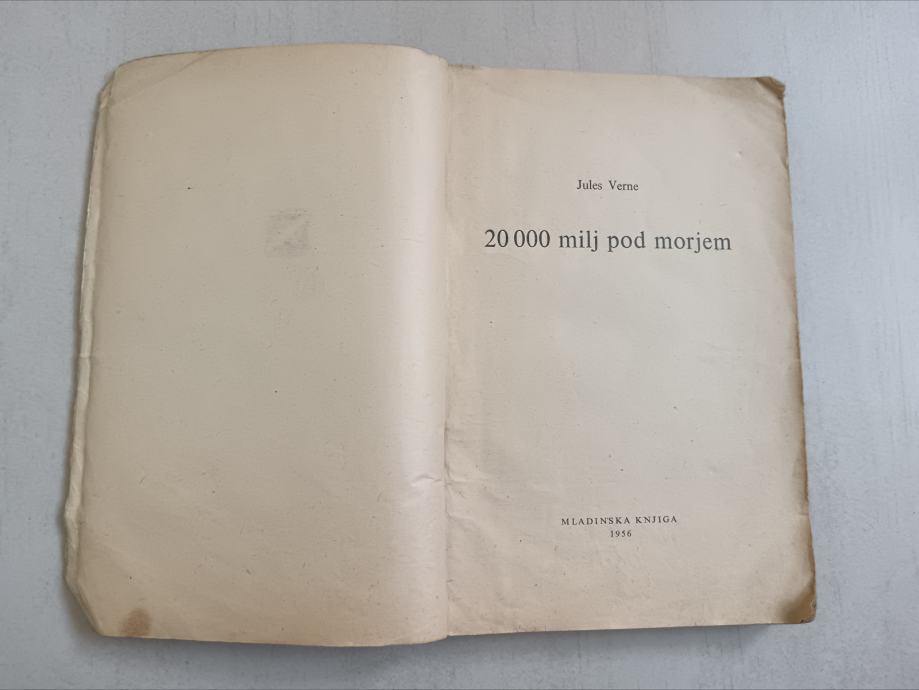 Jules Verne
20 000 milj pod morjem
MLADINSKA KNJIGA
1956